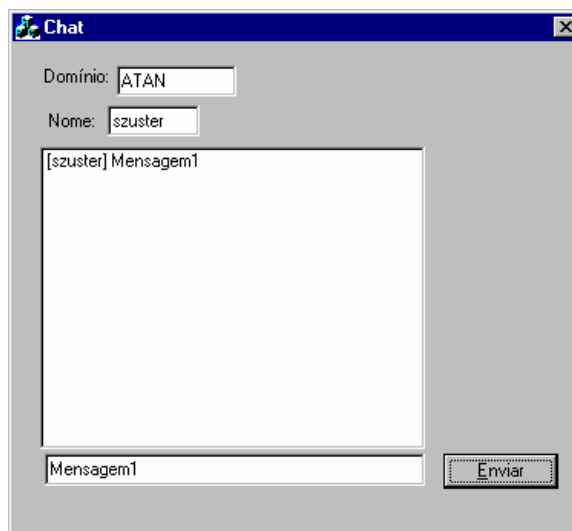 Chat
Domínio: ATAN
Nome: szuster
[szuster] Mensagem1
Mensagem1 Enviar